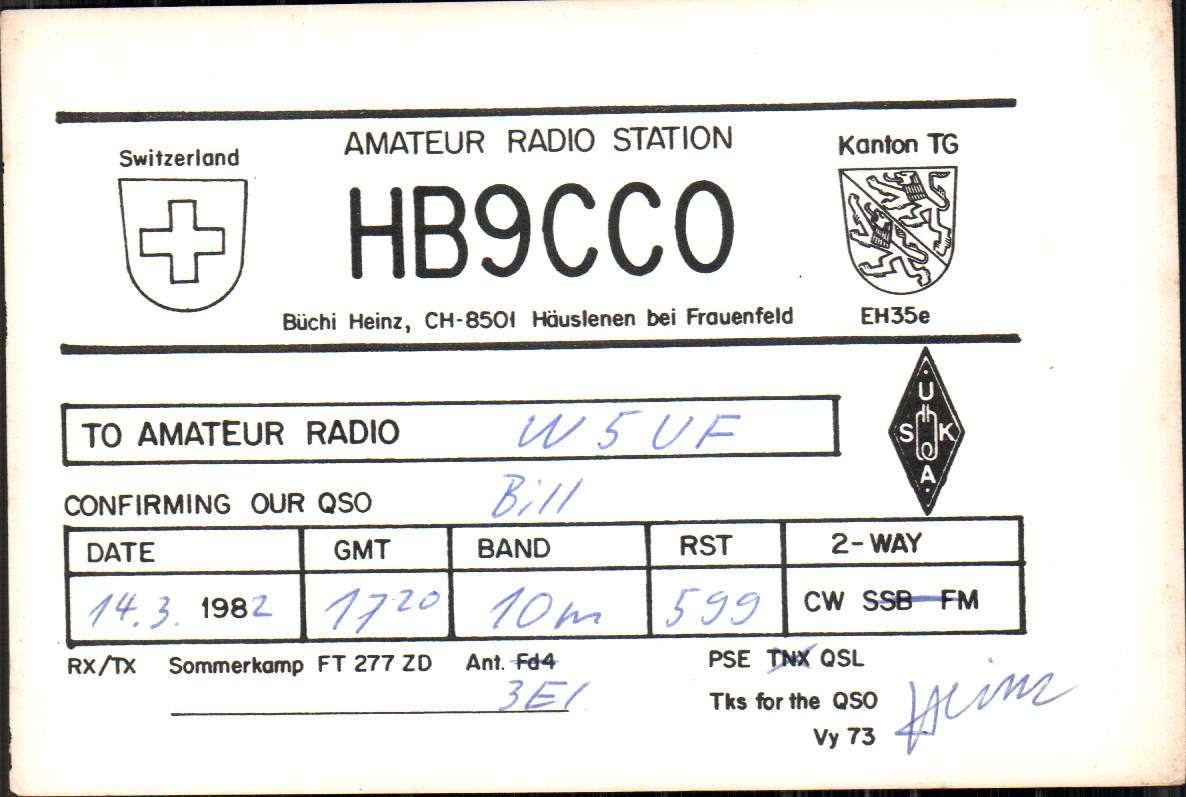 AMATEUR RADIO STATION
Switzerland
Kanton TG
HB9CCO
Büchi Heinz, CH-8501 Häuslenen bei Frauenfeld
EH35e
U
S K
A
TO AMATEUR RADIO W5UF
CONFIRMING OUR QSO Bill
DATE GMT BAND RST 2-WAY
14.3. 1982 1720 10m 599 CW SSB FM
RX/TX Sommerkamp FT 277 ZD Ant. Fd4 PSE TNX QSL
3El
Tks for the QSO
Vy 73 Heinz